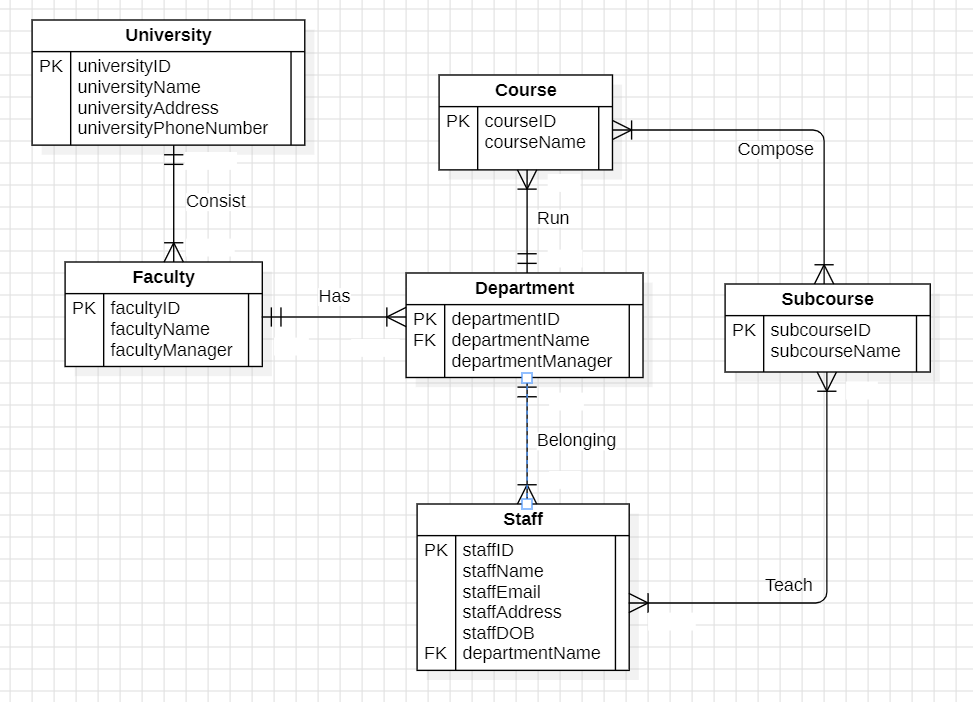 University
PK universityID
universityName
universityAddress
universityPhoneNumber
Consist
Faculty
PK facultyID
facultyName
facultyManager
Has
Course
PK courseID
courseName
Run
Department
PK departmentID
FK departmentName
departmentManager
Compose
Subcourse
PK subcourseID
subcourseName
Belonging
Staff
PK staffID
staffName
staffEmail
staffAddress
staffDOB
FK departmentName
Teach